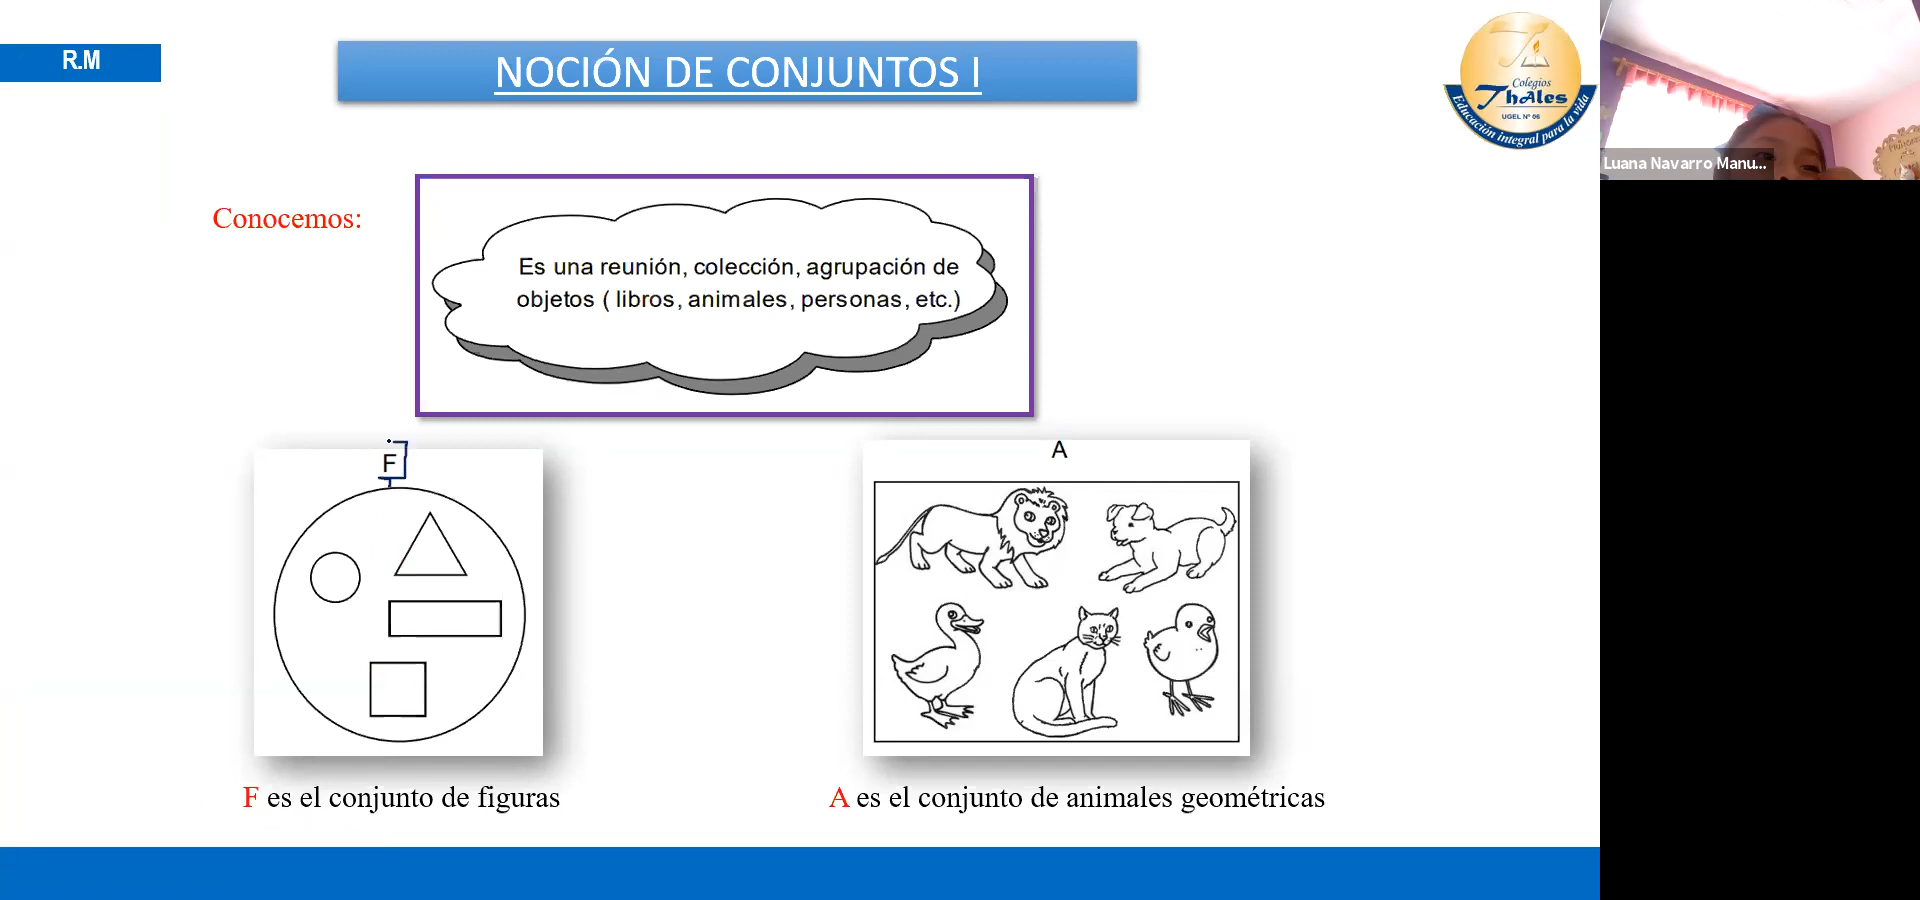 R.M
NOCIÓN DE CONJUNTOS I
Colegios
Thales
UGEL Nº 06
Educación integral para la vida
Luana Navarro Manu...
Conocemos:
Es una reunión, colección, agrupación de
objetos ( libros, animales, personas, etc.)
F
A
F es el conjunto de figuras
A es el conjunto de animales geométricas